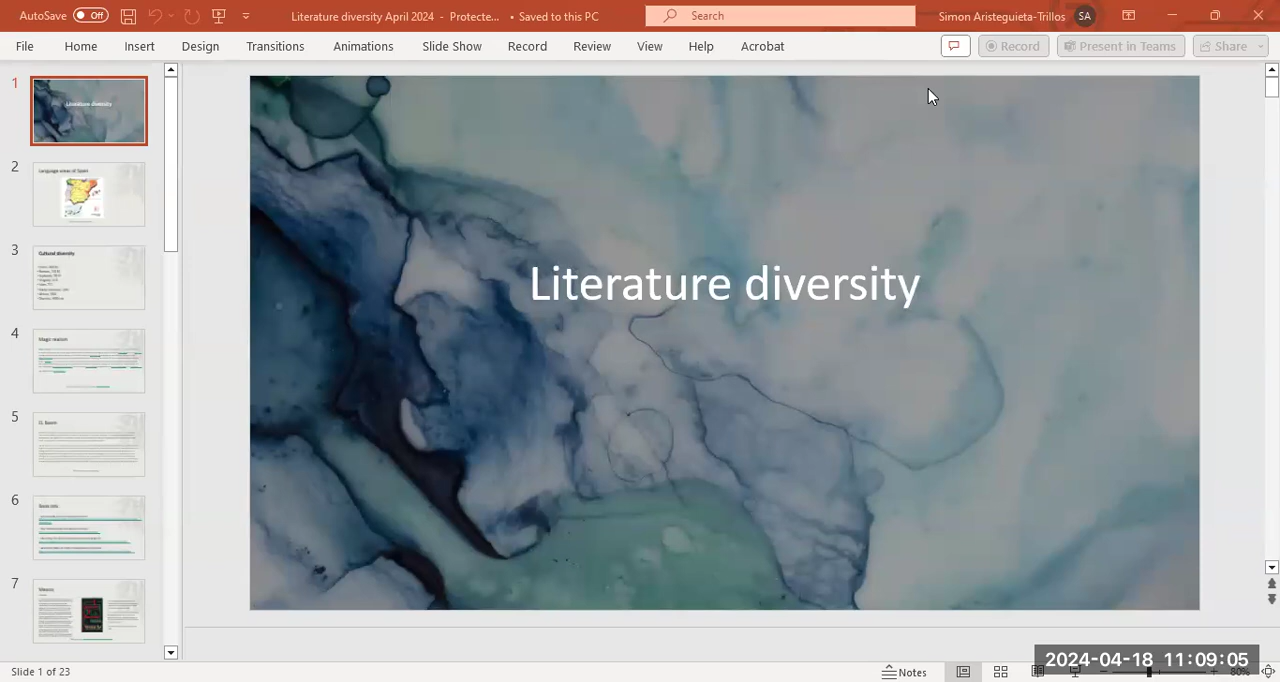 AutoSave Off Literature diversity April 2024 - Protecte... • Saved to this PC Search Simon Aristeguieta-Trillos SA
File Home Insert Design Transitions Animations Slide Show Record Review View Help Acrobat Record Present in Teams Share
1
Literature diversity
2
Language areas of Spain
3
Cultural diversity
4
Magic realism
5
EL boom
6
7
Literature diversity
Slide 1 of 23 Notes 80%
2024-04-18 11:09:05